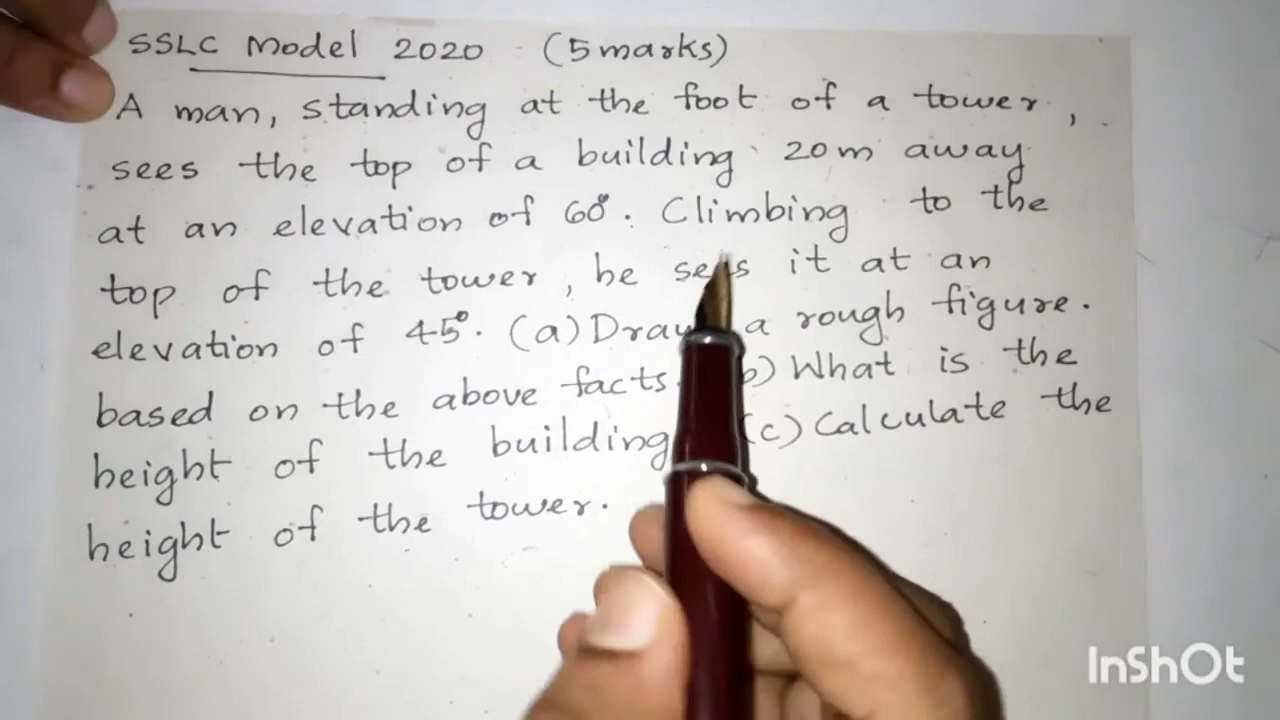 SSLC Model 2020 (5 marks)
A man, standing at the foot of a tower,
sees the top of a building 20m away
at an elevation of 60°. Climbing to the
top of the tower, he sees it at an
elevation of 45°. (a) Draw a rough figure.
based on the above facts. b) What is the
height of the building (c) Calculate the
height of the tower.
InShOt